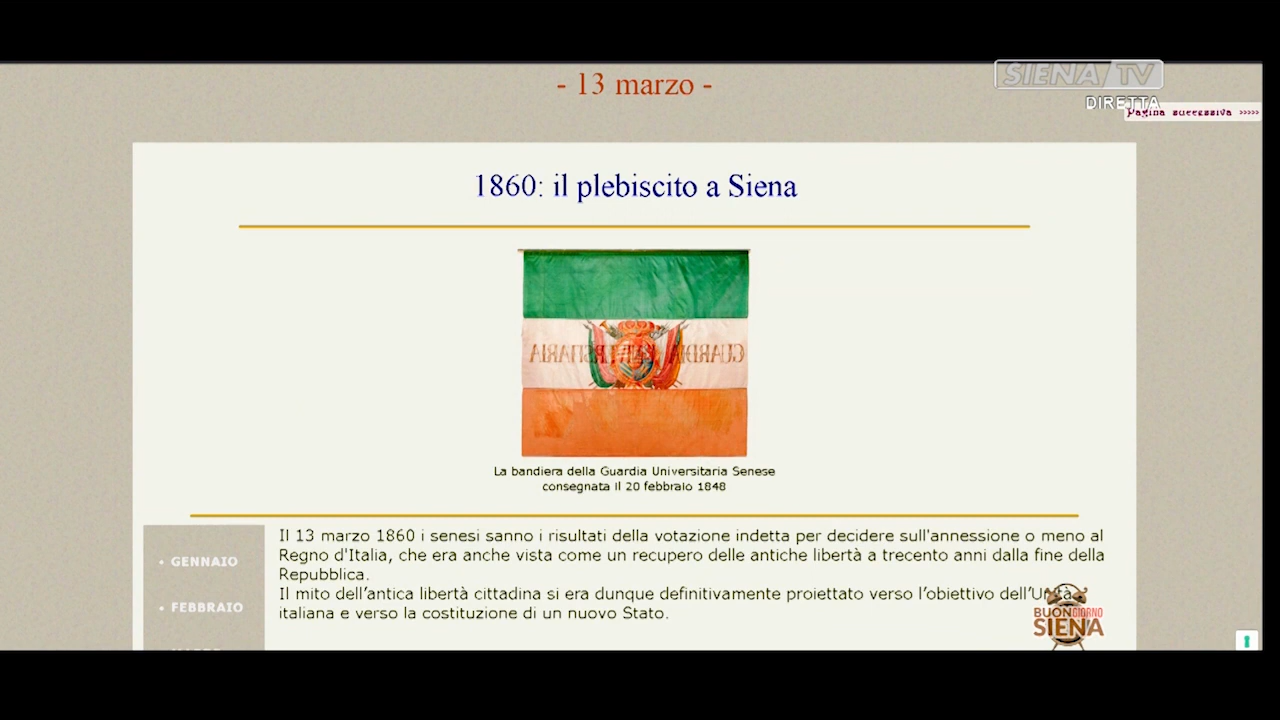 SIENA TV
DIRETTA
- 13 marzo -
Pagina successiva >>>>>
1860: il plebiscito a Siena
GUARDIA
La bandiera della Guardia Universitaria Senese
consegnata il 20 febbraio 1848
• GENNAIO
• FEBBRAIO
Il 13 marzo 1860 i senesi sanno i risultati della votazione indetta per decidere sull'annessione o meno al
Regno d'Italia, che era anche vista come un recupero delle antiche libertà a trecento anni dalla fine della
Repubblica.
Il mito dell’antica libertà cittadina si era dunque definitivamente proiettato verso l’obiettivo dell’Unità
italiana e verso la costituzione di un nuovo Stato.
BUONGIORNO
SIENA